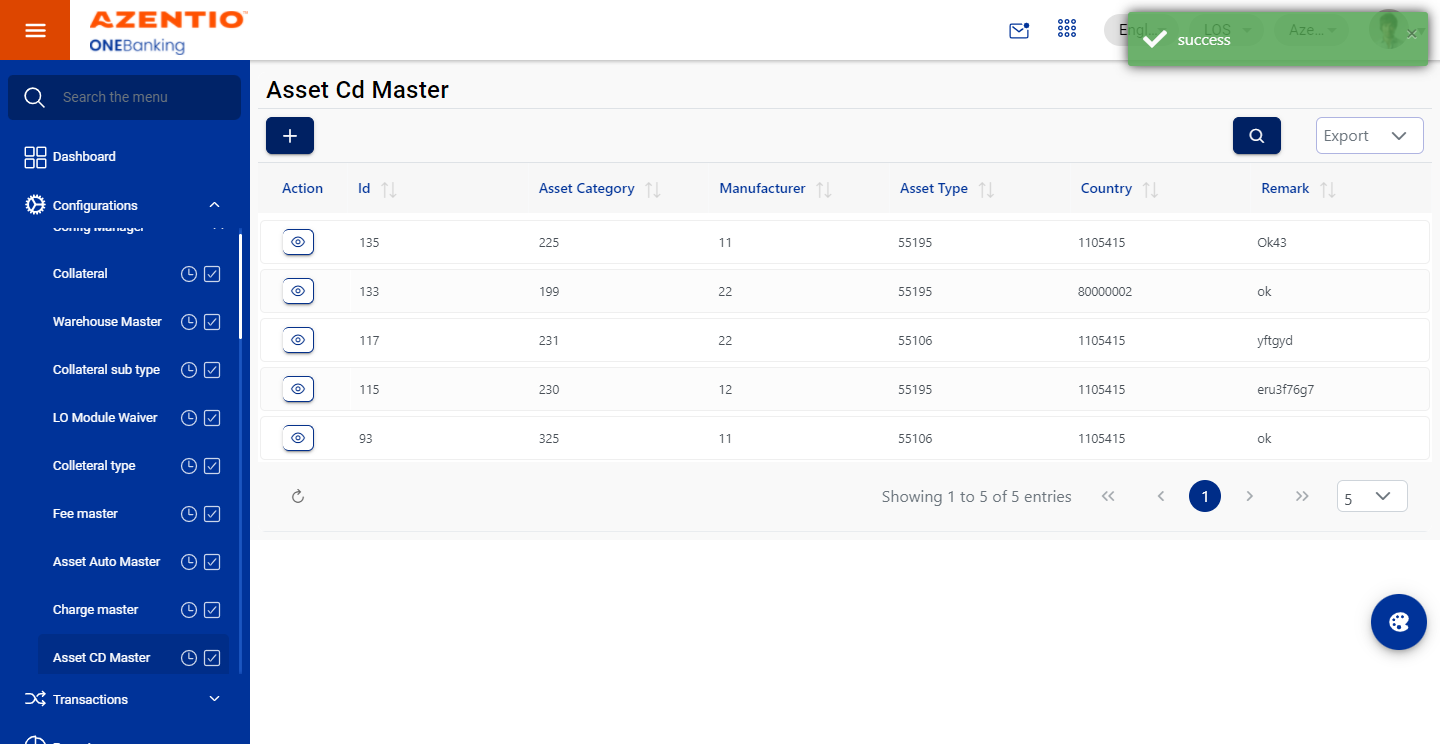 AZENTIO
ONEBanking
LOS
Aze...
success
Search the menu
Dashboard
Configurations
Config Manager
Collateral
Warehouse Master
Collateral sub type
LO Module Waiver
Colleteral type
Fee master
Asset Auto Master
Charge master
Asset CD Master
Transactions
Asset Cd Master
Export
Action Id Asset Category Manufacturer Asset Type Country Remark
135 225 11 55195 1105415 Ok43
133 199 22 55195 80000002 ok
117 231 22 55106 1105415 yftgyd
115 230 12 55195 1105415 eru3f76g7
93 325 11 55106 1105415 ok
Showing 1 to 5 of 5 entries
1
5